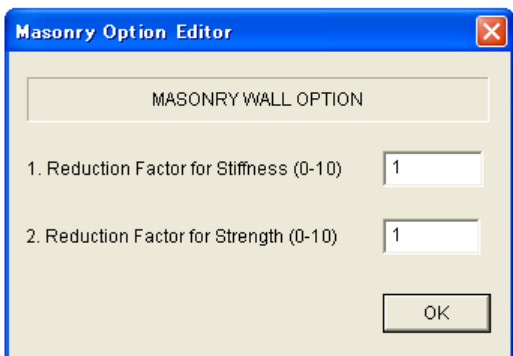 Masonry Option Editor
MASONRY WALL OPTION
1. Reduction Factor for Stiffness (0-10) 1
2. Reduction Factor for Strength (0-10) 1
OK